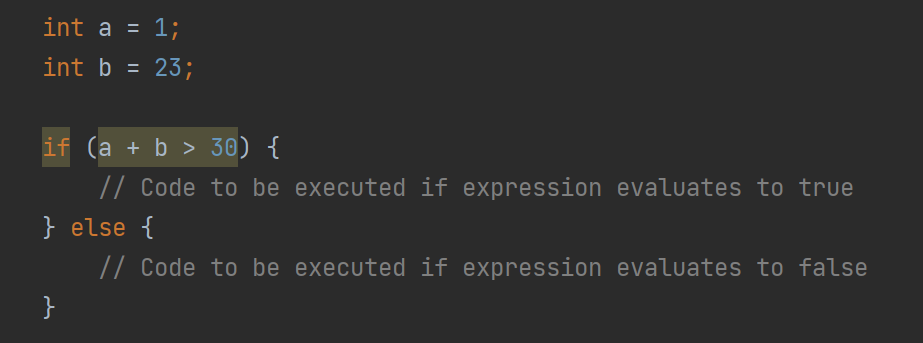 int a = 1;
int b = 23;
if (a + b > 30) {
// Code to be executed if expression evaluates to true
} else {
// Code to be executed if expression evaluates to false
}